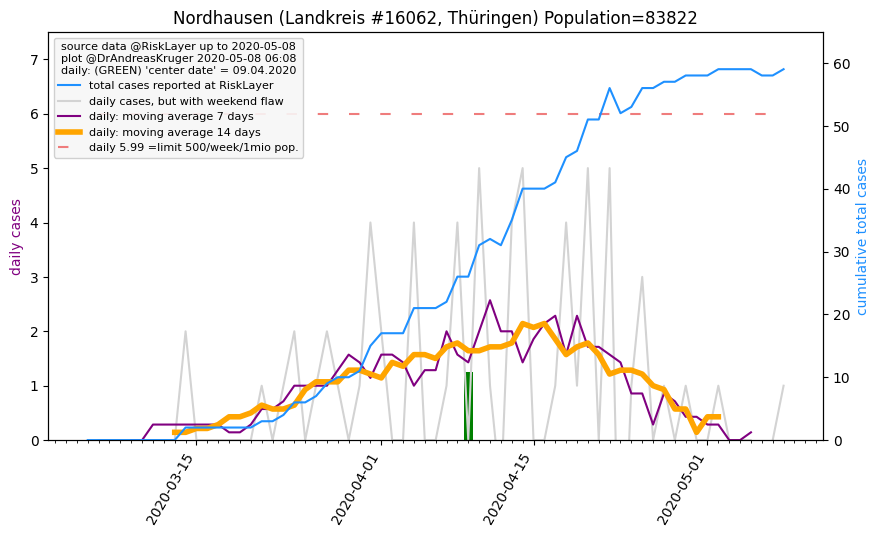 Nordhausen (Landkreis #16062, Thüringen) Population=83822
source data @RiskLayer up to 2020-05-08
plot @DrAndreasKruger 2020-05-08 06:08
daily: (GREEN) 'center date' = 09.04.2020
total cases reported at RiskLayer
daily cases, but with weekend flaw
daily: moving average 7 days
daily: moving average 14 days
daily 5.99 =limit 500/week/1mio pop.
daily cases
7
6
5
4
3
2
1
0
cumulative total cases
60
50
40
30
20
10
0
2020-03-15
2020-04-01
2020-04-15
2020-05-01